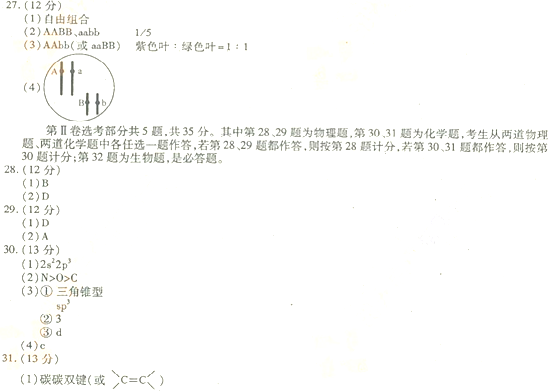 27.(12 分)
(1)自由组合
(2)AABB、aabb 1/5
(3)AAbb(或 aaBB) 紫色叶：绿色叶=1：1
(4)
A a
B b
第Ⅱ卷选考部分共 5 题,共 35 分。其中第 28、29 题为物理题,第 30、31 题为化学题,考生从两道物理
题、两道化学题中各任选一题作答,若第 28、29 题都作答,则按第 28 题计分,若第 30、31 题都作答,则按第
30 题计分;第 32 题为生物题,是必答题。
28.(12 分)
(1)B
(2)D
29.(12 分)
(1)D
(2)A
30.(13 分)
(1)2s²2p³
(2)N>O>C
(3)① 三角锥型
sp³
② 3
③ d
(4)c
31.(13 分)
(1)碳碳双键(或 C=C )